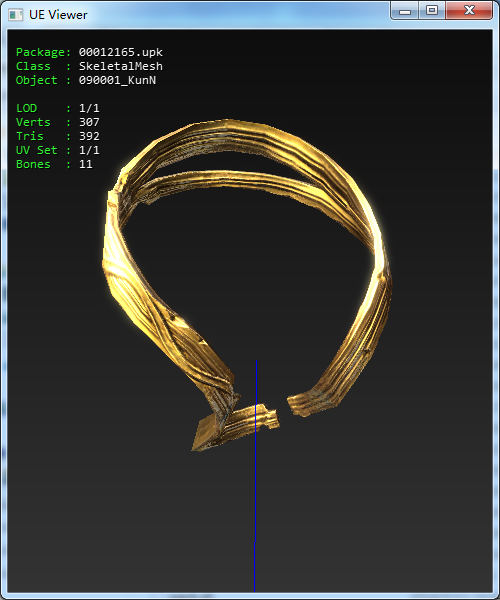 UE Viewer
Package: 00012165.upk
Class  : SkeletalMesh
Object : 090001_KunN
LOD    : 1/1
Verts  : 307
Tris   : 392
UV Set : 1/1
Bones  : 11